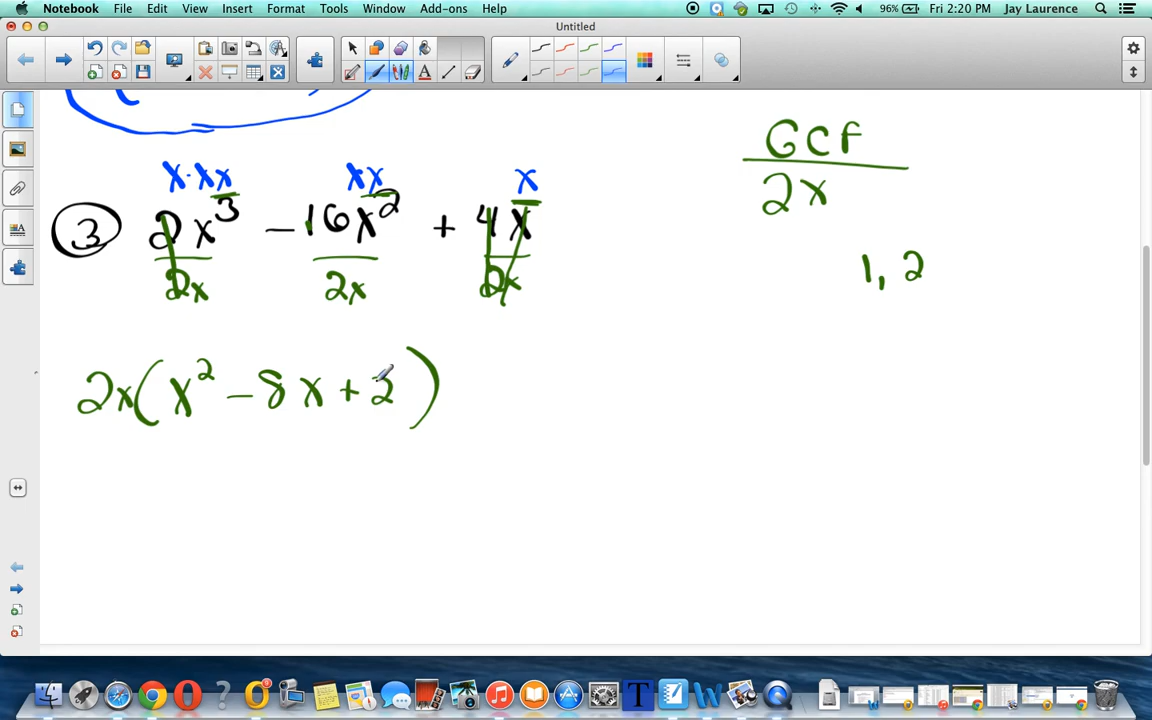 Notebook File Edit View Insert Format Tools Window Add-ons Help 96% Fri 2:20 PM Jay Laurence
Untitled
GCF
2x
1, 2
x·xx xx x
3 2x³ - 16x² + 4x
2x 2x 2x
2x(x² - 8x + 2)